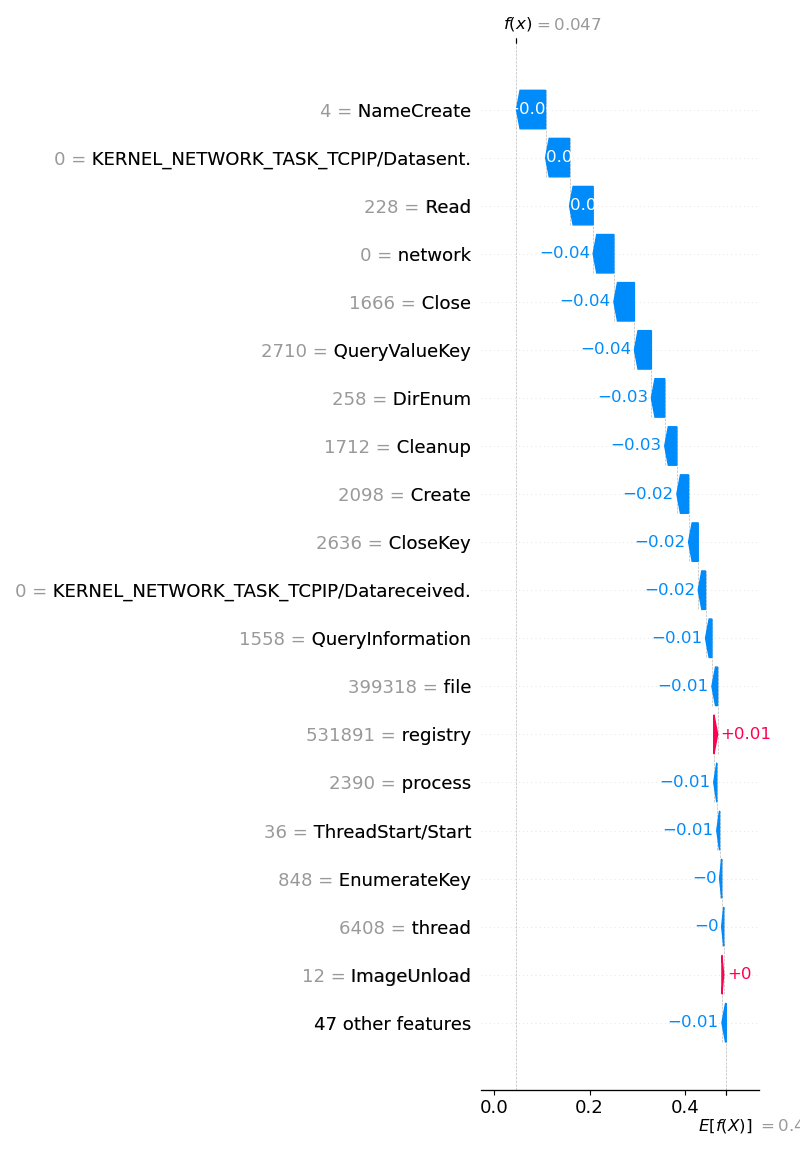 f(x) = 0.047
4 = NameCreate
0 = KERNEL_NETWORK_TASK_TCPIP/Datasent.
228 = Read
0 = network −0.04
1666 = Close −0.04
2710 = QueryValueKey −0.04
258 = DirEnum −0.03
1712 = Cleanup −0.03
2098 = Create −0.02
2636 = CloseKey −0.02
0 = KERNEL_NETWORK_TASK_TCPIP/Datareceived. −0.02
1558 = QueryInformation −0.01
399318 = file −0.01
531891 = registry +0.01
2390 = process −0.01
36 = ThreadStart/Start −0.01
848 = EnumerateKey −0
6408 = thread −0
12 = ImageUnload +0
47 other features −0.01
0.0 0.2 0.4
E[f(X)] =